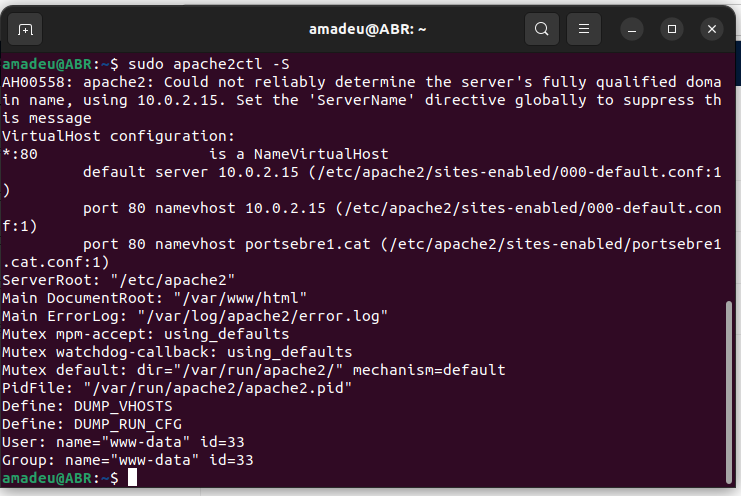 amadeu@ABR: ~
amadeu@ABR:~$ sudo apache2ctl -S
AH00558: apache2: Could not reliably determine the server's fully qualified doma
in name, using 10.0.2.15. Set the 'ServerName' directive globally to suppress th
is message
VirtualHost configuration:
*:80                   is a NameVirtualHost
         default server 10.0.2.15 (/etc/apache2/sites-enabled/000-default.conf:1
)
         port 80 namevhost 10.0.2.15 (/etc/apache2/sites-enabled/000-default.con
f:1)
         port 80 namevhost portsebre1.cat (/etc/apache2/sites-enabled/portsebre1
.cat.conf:1)
ServerRoot: "/etc/apache2"
Main DocumentRoot: "/var/www/html"
Main ErrorLog: "/var/log/apache2/error.log"
Mutex mpm-accept: using_defaults
Mutex watchdog-callback: using_defaults
Mutex default: dir="/var/run/apache2/" mechanism=default
PidFile: "/var/run/apache2/apache2.pid"
Define: DUMP_VHOSTS
Define: DUMP_RUN_CFG
User: name="www-data" id=33
Group: name="www-data" id=33
amadeu@ABR:~$